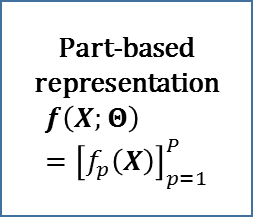 Part-based
representation
f(X; Θ)
= [f_p(X)]_{p=1}^{P}